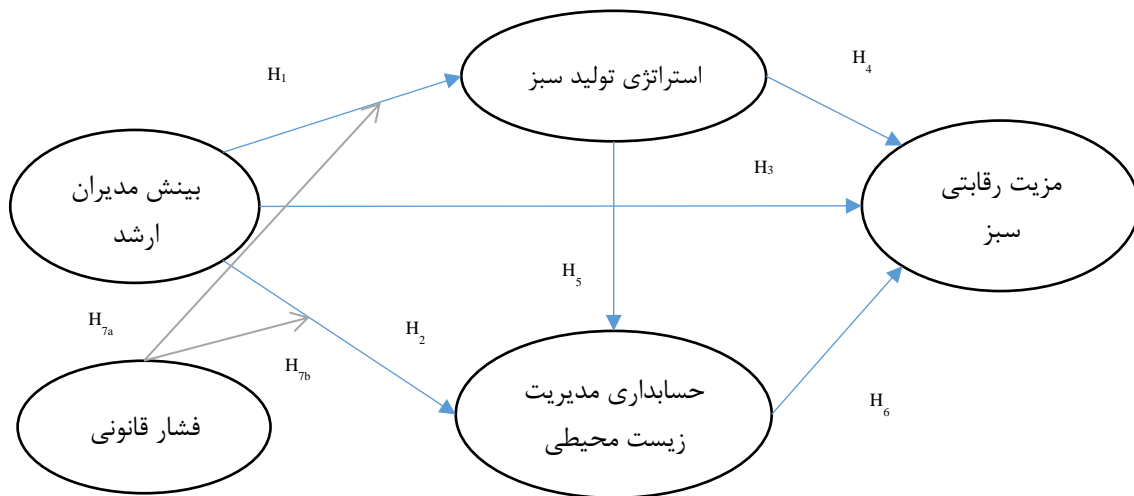 استراتژی تولید سبز
H₁
H₄
بینش مدیران
ارشد
H₃
مزیت رقابتی
سبز
H₅
H₇ₐ
H₂
H₇b
حسابداری مدیریت
زیست محیطی
فشار قانونی
H₆